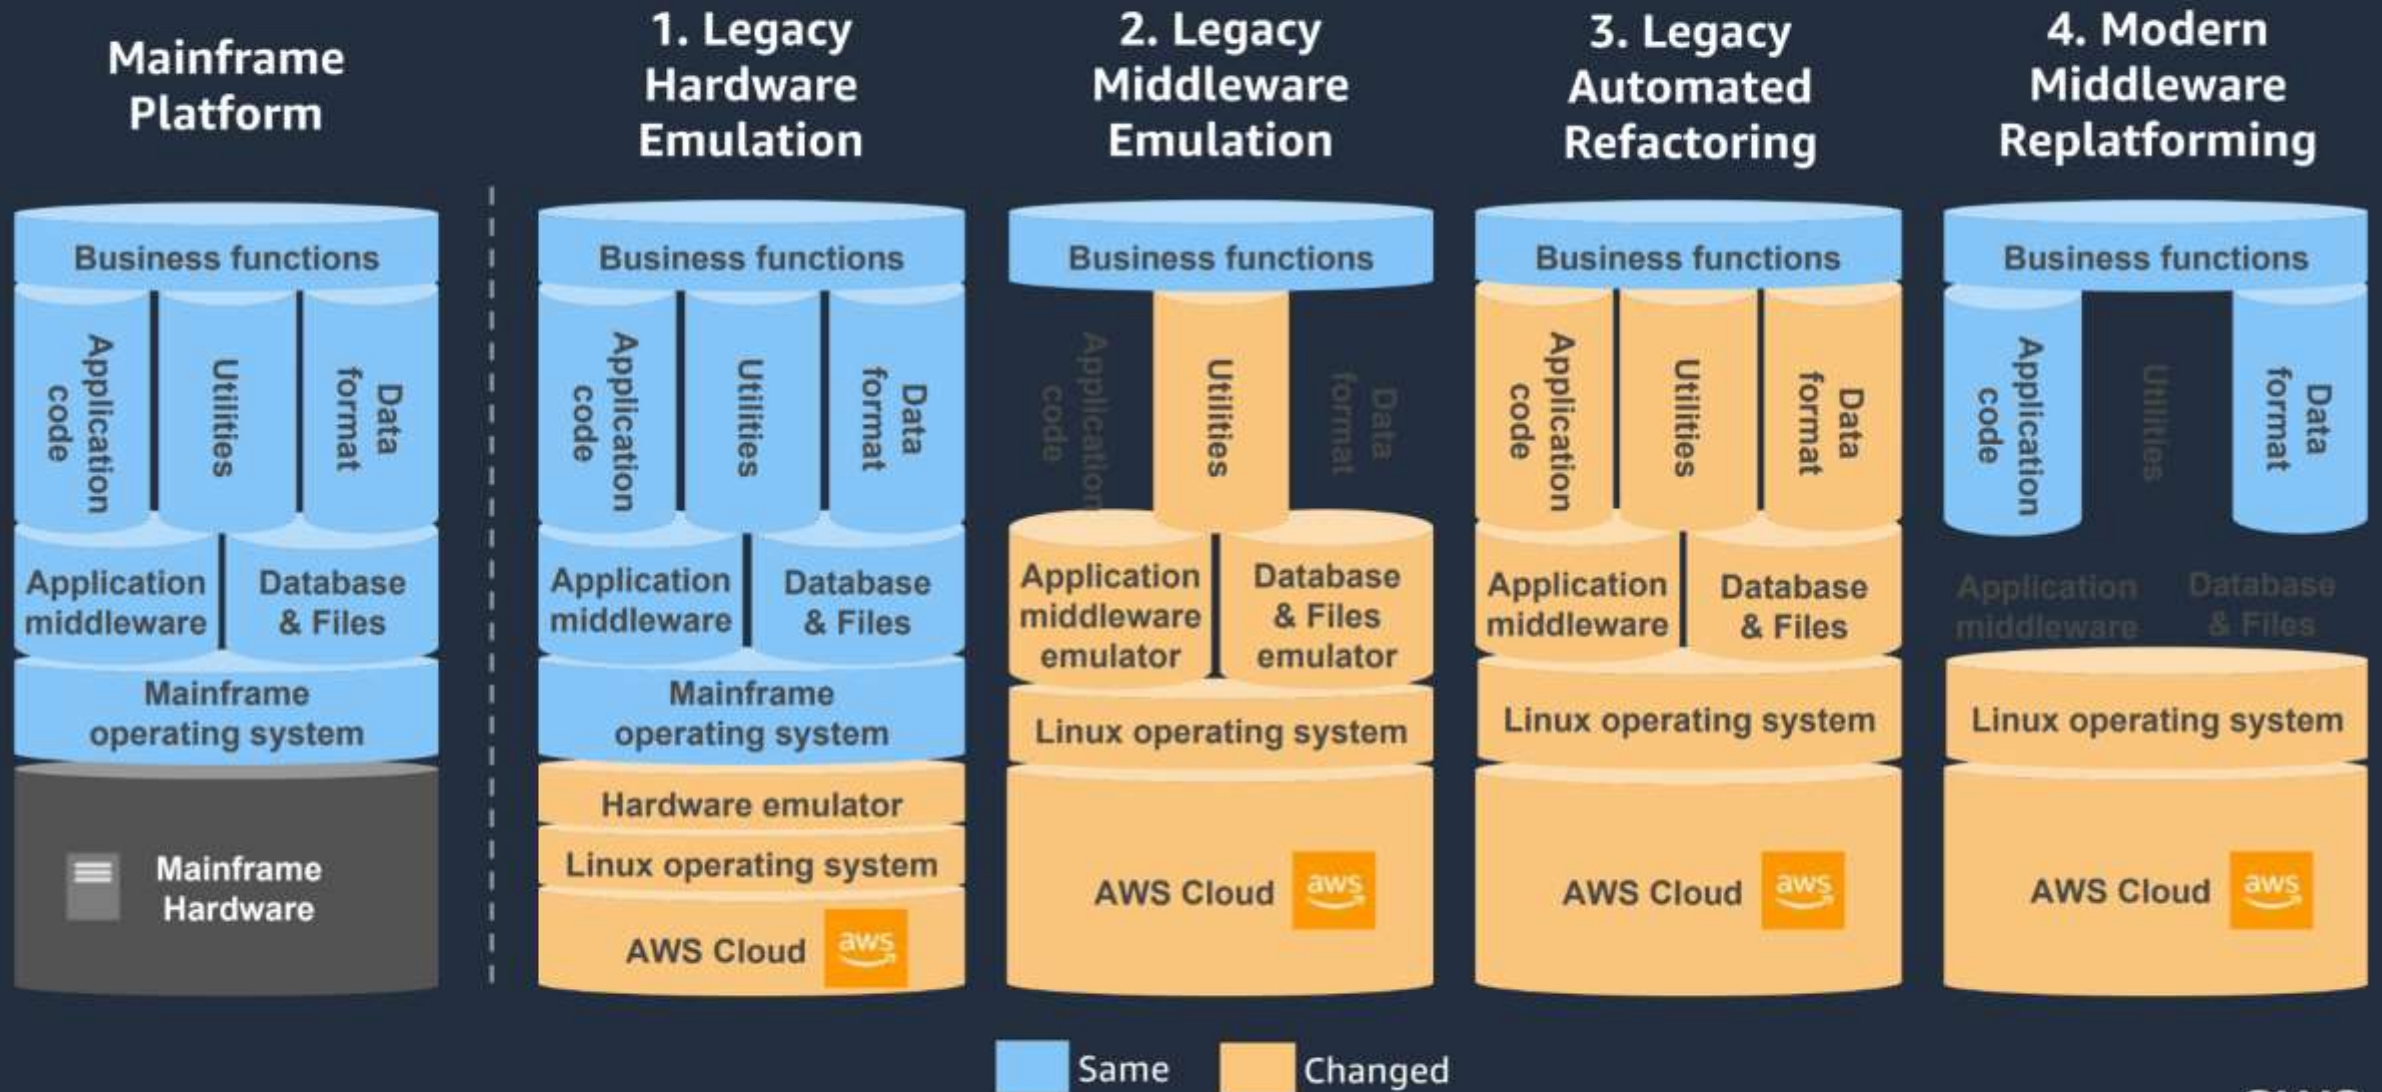 Mainframe
Platform
1. Legacy
Hardware
Emulation
2. Legacy
Middleware
Emulation
3. Legacy
Automated
Refactoring
4. Modern
Middleware
Replatforming
Business functions
Application
code
Utilities
Data
format
Application
middleware
Database
& Files
Mainframe
operating system
Mainframe
Hardware
Business functions
Application
code
Utilities
Data
format
Application
middleware
Database
& Files
Mainframe
operating system
Hardware emulator
Linux operating system
AWS Cloud
aws
Business functions
Application
code
Utilities
Data
format
Application
middleware
emulator
Database
& Files
emulator
Linux operating system
AWS Cloud
aws
Business functions
Application
code
Utilities
Data
format
Application
middleware
Database
& Files
Linux operating system
AWS Cloud
aws
Business functions
Application
code
Utilities
Data
format
Application
middleware
Database
& Files
Linux operating system
AWS Cloud
aws
Same
Changed